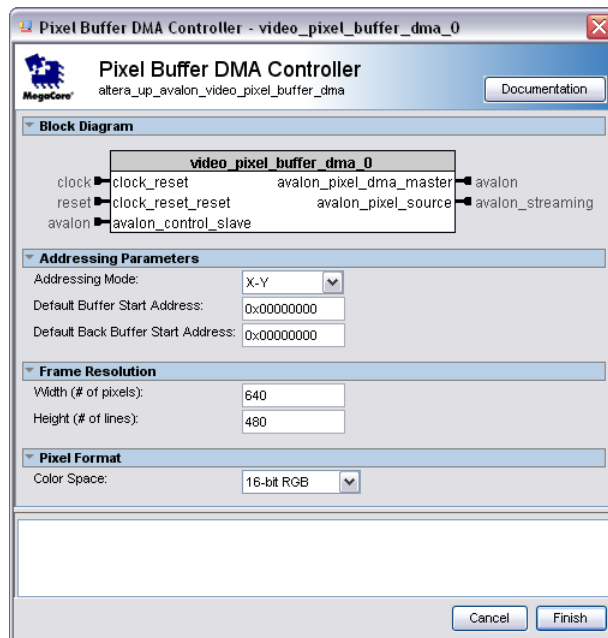 Pixel Buffer DMA Controller - video_pixel_buffer_dma_0
MegaCore®
Pixel Buffer DMA Controller
altera_up_avalon_video_pixel_buffer_dma
Documentation
Block Diagram
video_pixel_buffer_dma_0
clock clock_reset avalon_pixel_dma_master avalon
reset clock_reset_reset avalon_pixel_source avalon_streaming
avalon avalon_control_slave
Addressing Parameters
Addressing Mode: X-Y
Default Buffer Start Address: 0x00000000
Default Back Buffer Start Address: 0x00000000
Frame Resolution
Width (# of pixels): 640
Height (# of lines): 480
Pixel Format
Color Space: 16-bit RGB
Cancel Finish